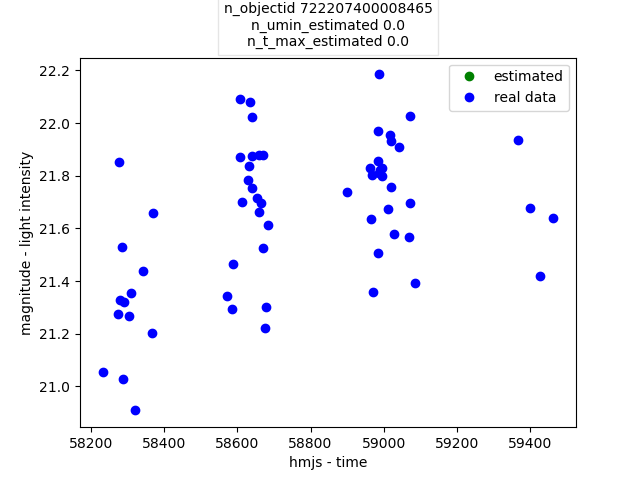 n_objectid 722207400008465
n_umin_estimated 0.0
n_t_max_estimated 0.0
estimated
real data
22.2
22.0
21.8
21.6
21.4
21.2
21.0
magnitude - light intensity
58200 58400 58600 58800 59000 59200 59400
hmjs - time